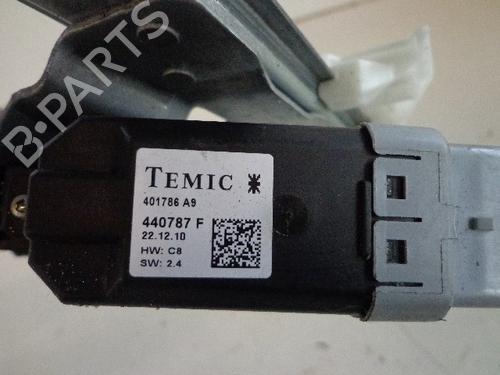 B-PARTS
TEMIC
401786 A9
440787 F
22.12.10
HW: C8
SW: 2.4